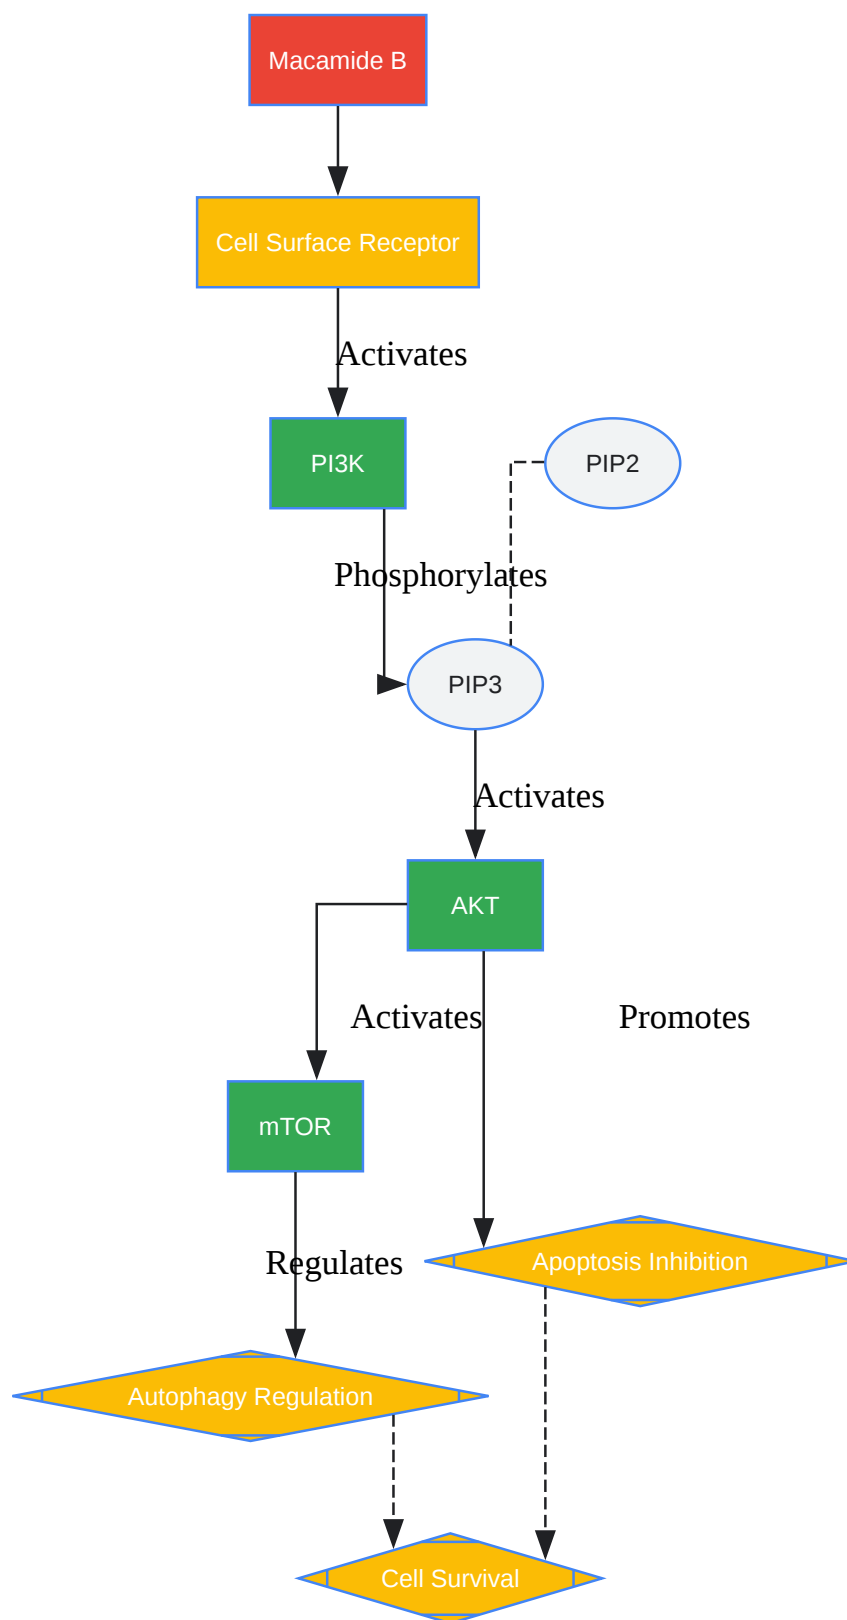 Macamide B
Cell Surface Receptor
Activates
PI3K
PIP2
Phosphorylates
PIP3
Activates
AKT
Activates
Promotes
mTOR
Regulates
Apoptosis Inhibition
Autophagy Regulation
Cell Survival